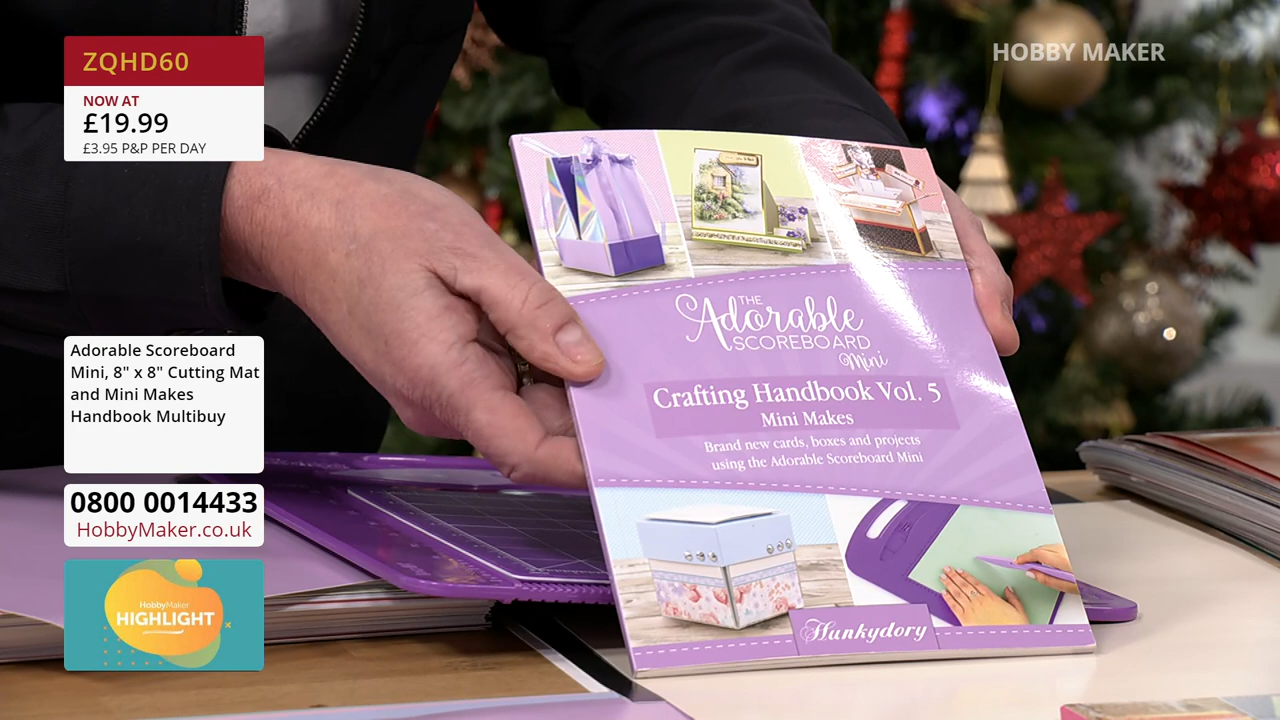 ZQHD60
NOW AT
£19.99
£3.95 P&P PER DAY
HOBBY MAKER
THE
Adorable
SCOREBOARD
Mini
Crafting Handbook Vol. 5
Mini Makes
Brand new cards, boxes and projects
using the Adorable Scoreboard Mini
Hunkydory
Adorable Scoreboard
Mini, 8" x 8" Cutting Mat
and Mini Makes
Handbook Multibuy
0800 0014433
HobbyMaker.co.uk
HobbyMaker
HIGHLIGHT